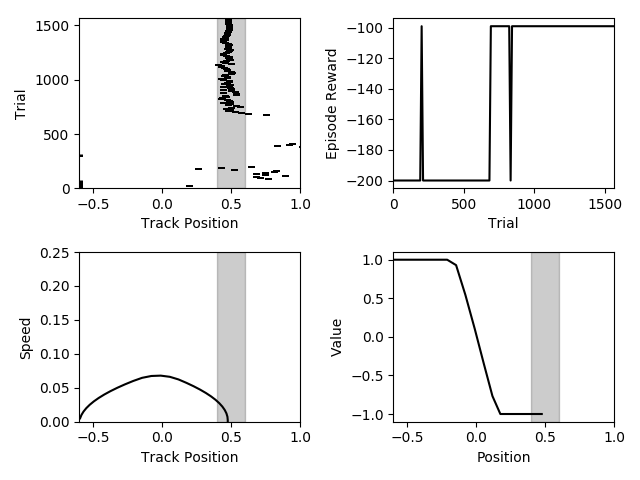 1500
1000
500
0
Trial
−0.5 0.0 0.5 1.0
Track Position
−100
−120
−140
−160
−180
−200
Episode Reward
0 500 1000 1500
Trial
0.25
0.20
0.15
0.10
0.05
0.00
Speed
−0.5 0.0 0.5 1.0
Track Position
1.0
0.5
0.0
−0.5
−1.0
Value
−0.5 0.0 0.5 1.0
Position